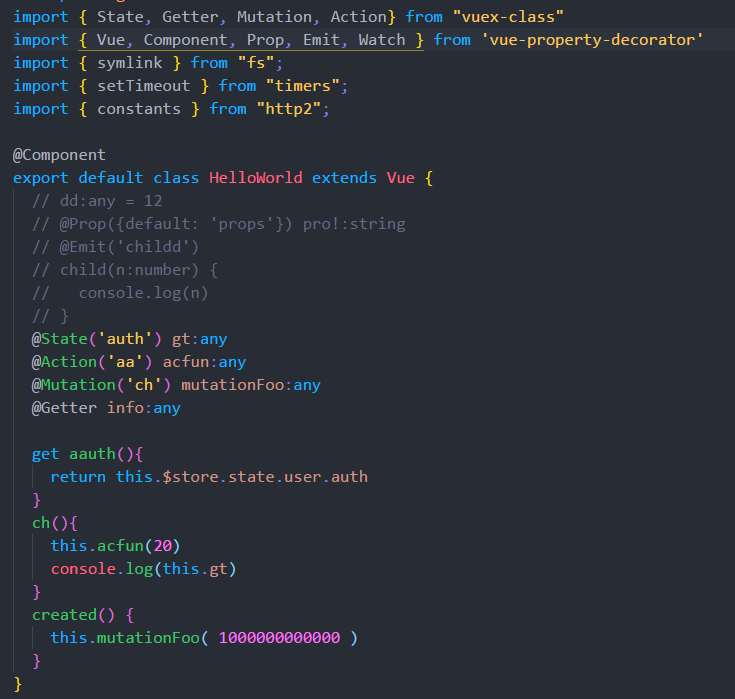 import { State, Getter, Mutation, Action} from "vuex-class"
import { Vue, Component, Prop, Emit, Watch } from 'vue-property-decorator'
import { symlink } from "fs";
import { setTimeout } from "timers";
import { constants } from "http2";

@Component
export default class HelloWorld extends Vue {
  // dd:any = 12
  // @Prop({default: 'props'}) pro!:string
  // @Emit('childd')
  // child(n:number) {
  //   console.log(n)
  // }
  @State('auth') gt:any
  @Action('aa') acfun:any
  @Mutation('ch') mutationFoo:any
  @Getter info:any

  get aauth(){
    return this.$store.state.user.auth
  }
  ch(){
    this.acfun(20)
    console.log(this.gt)
  }
  created() {
    this.mutationFoo( 1000000000000 )
  }
}